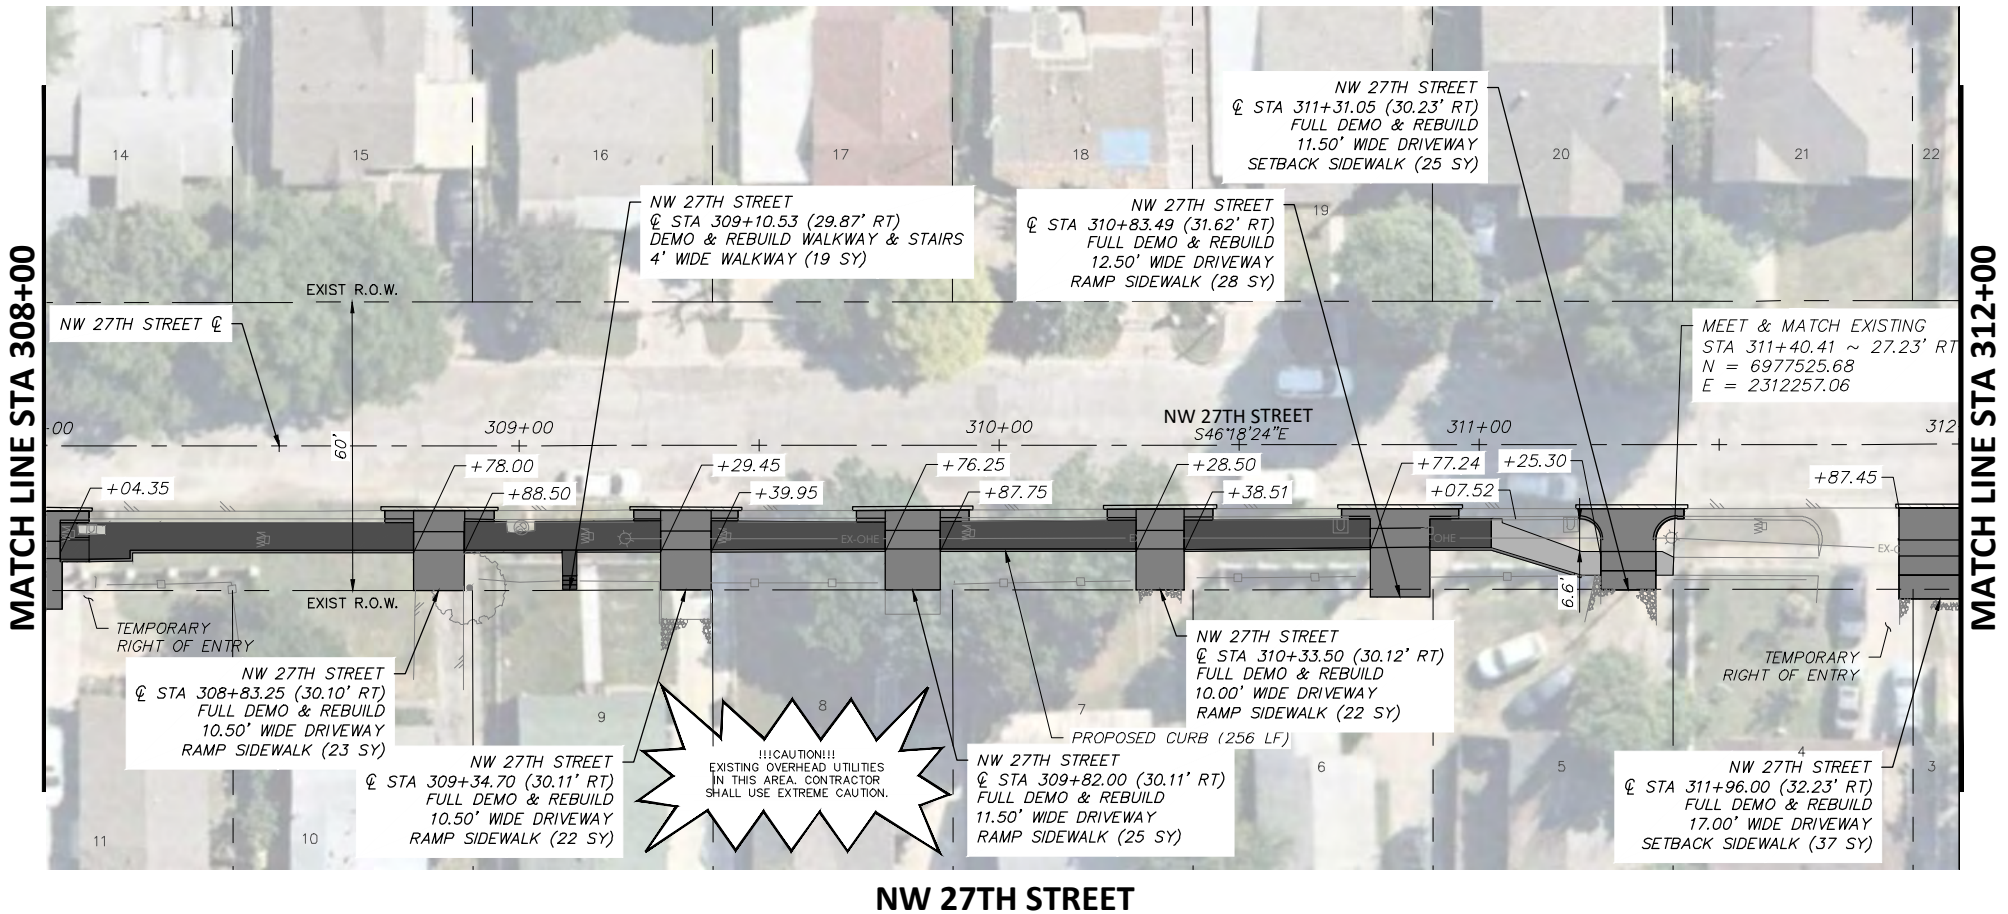 MATCH LINE STA 308+00
MATCH LINE STA 312+00
14
15
16
17
18
19
20
21
22
NW 27TH STREET
℄ STA 311+31.05 (30.23' RT)
FULL DEMO & REBUILD
11.50' WIDE DRIVEWAY
SETBACK SIDEWALK (25 SY)
NW 27TH STREET
℄ STA 309+10.53 (29.87' RT)
DEMO & REBUILD WALKWAY & STAIRS
4' WIDE WALKWAY (19 SY)
NW 27TH STREET
℄ STA 310+83.49 (31.62' RT)
FULL DEMO & REBUILD
12.50' WIDE DRIVEWAY
RAMP SIDEWALK (28 SY)
EXIST R.O.W.
NW 27TH STREET ℄
MEET & MATCH EXISTING
STA 311+40.41 ~ 27.23' RT
N = 6977525.68
E = 2312257.06
60'
-00
309+00
310+00
NW 27TH STREET
S46°18'24"E
311+00
312
+04.35
+78.00
+88.50
+29.45
+39.95
+76.25
+87.75
+28.50
+38.51
+77.24
+07.52
+25.30
+87.45
EX-OHE
E
OHE
EX-O
6.6'
EXIST R.O.W.
TEMPORARY
RIGHT OF ENTRY
NW 27TH STREET
℄ STA 308+83.25 (30.10' RT)
FULL DEMO & REBUILD
10.50' WIDE DRIVEWAY
RAMP SIDEWALK (23 SY)
NW 27TH STREET
℄ STA 309+34.70 (30.11' RT)
FULL DEMO & REBUILD
10.50' WIDE DRIVEWAY
RAMP SIDEWALK (22 SY)
!!!CAUTION!!!
EXISTING OVERHEAD UTILITIES
IN THIS AREA. CONTRACTOR
SHALL USE EXTREME CAUTION.
NW 27TH STREET
℄ STA 309+82.00 (30.11' RT)
FULL DEMO & REBUILD
11.50' WIDE DRIVEWAY
RAMP SIDEWALK (25 SY)
PROPOSED CURB (256 LF)
NW 27TH STREET
℄ STA 310+33.50 (30.12' RT)
FULL DEMO & REBUILD
10.00' WIDE DRIVEWAY
RAMP SIDEWALK (22 SY)
TEMPORARY
RIGHT OF ENTRY
NW 27TH STREET
℄ STA 311+96.00 (32.23' RT)
FULL DEMO & REBUILD
17.00' WIDE DRIVEWAY
SETBACK SIDEWALK (37 SY)
11
10
9
8
7
6
5
4
3
NW 27TH STREET